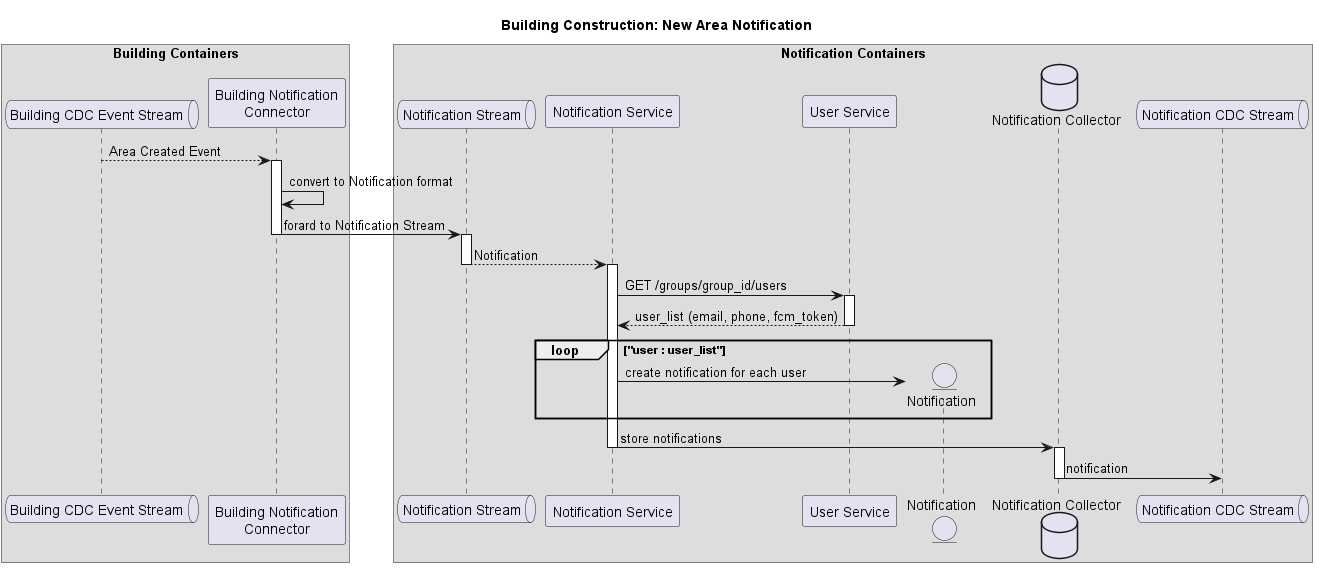 Building Construction: New Area Notification
Building Containers
Notification Containers
Building CDC Event Stream
Building Notification
Connector
Notification Stream
Notification Service
User Service
Notification Collector
Notification CDC Stream
Area Created Event
convert to Notification format
forard to Notification Stream
Notification
GET /groups/group_id/users
user_list (email, phone, fcm_token)
loop
["user : user_list"]
create notification for each user
Notification
store notifications
notification
Building CDC Event Stream
Building Notification
Connector
Notification Stream
Notification Service
User Service
Notification
Notification Collector
Notification CDC Stream